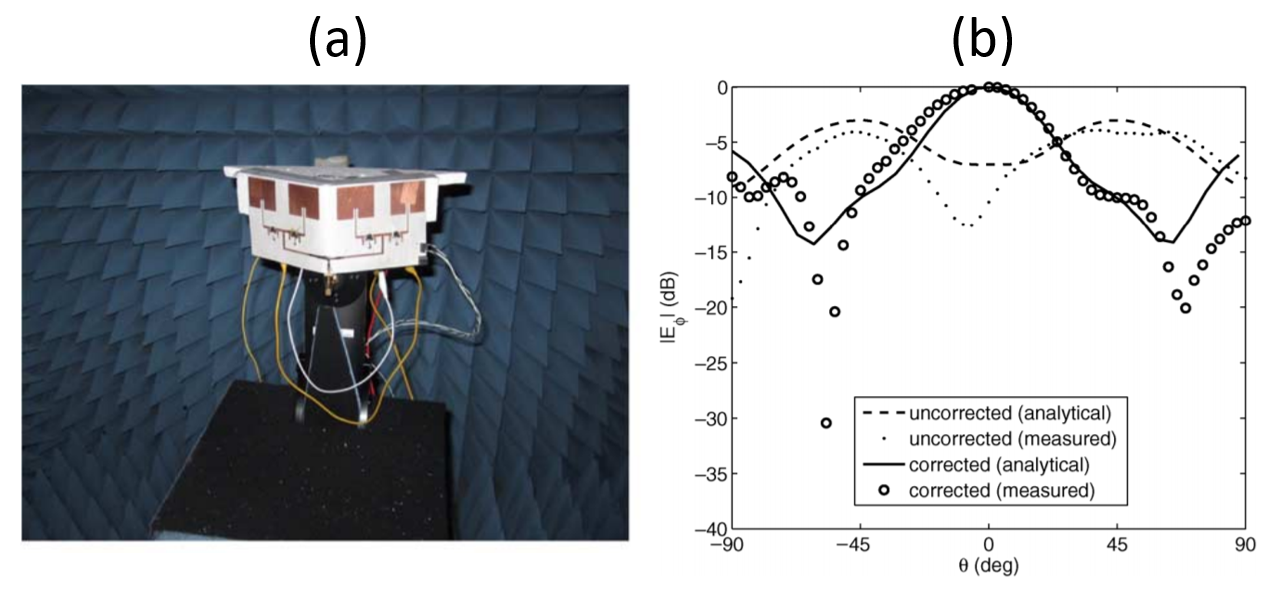 (a)
(b)
0
−5
−10
−15
−20
−25
−30
−35
−40
|Eϕ| (dB)
uncorrected (analytical)
uncorrected (measured)
corrected (analytical)
corrected (measured)
−90
−45
0
45
90
θ (deg)